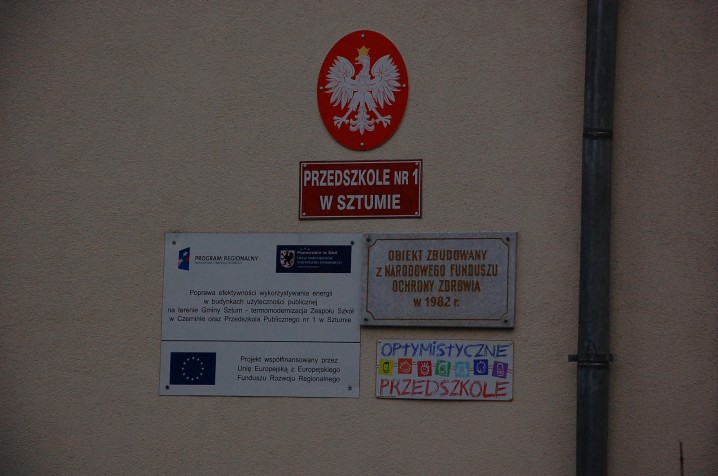 PRZEDSZKOLE NR 1
W SZTUMIE
PROGRAM REGIONALNY
Poprawa efektywności wykorzystywania energii
w budynkach użyteczności publicznej
na terenie Gminy Sztum - termomodernizacja Zespołu Szkół
w Czerninie oraz Przedszkola Publicznego nr 1 w Sztumie
Projekt współfinansowany przez
Unię Europejską z Europejskiego
Funduszu Rozwoju Regionalnego
OBIEKT ZBUDOWANY
Z NARODOWEGO FUNDUSZU
OCHRONY ZDROWIA
w 1982 r.
OPTYMISTYCZNE
PRZEDSZKOLE